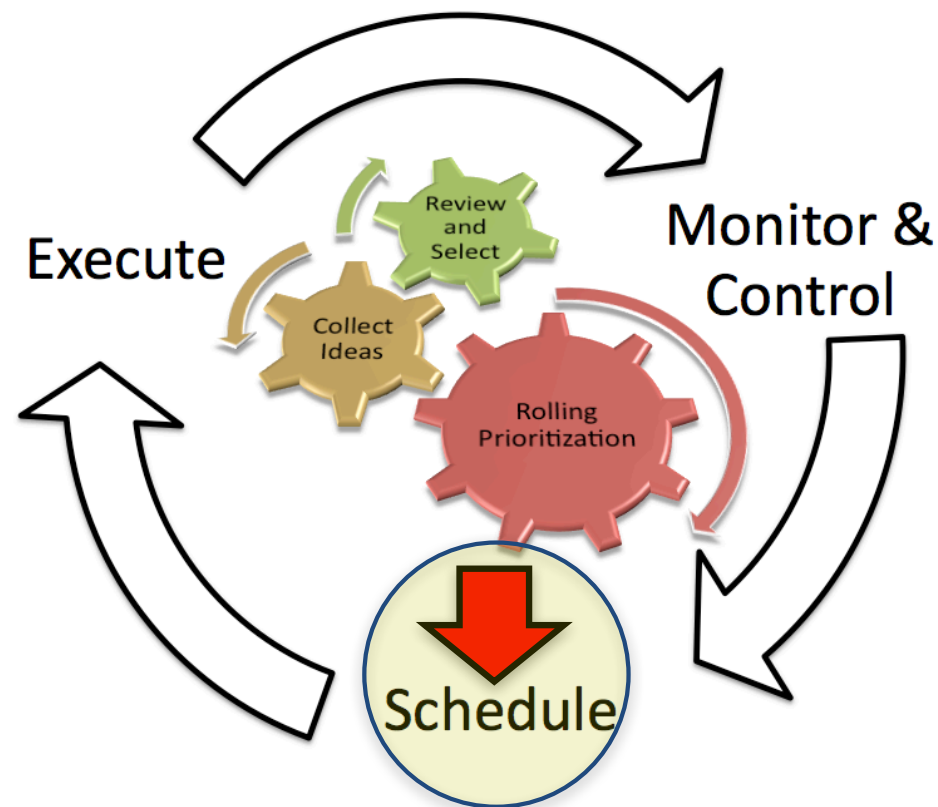 Review
and
Select
Execute
Monitor &
Control
Collect
Ideas
Rolling
Prioritization
Schedule